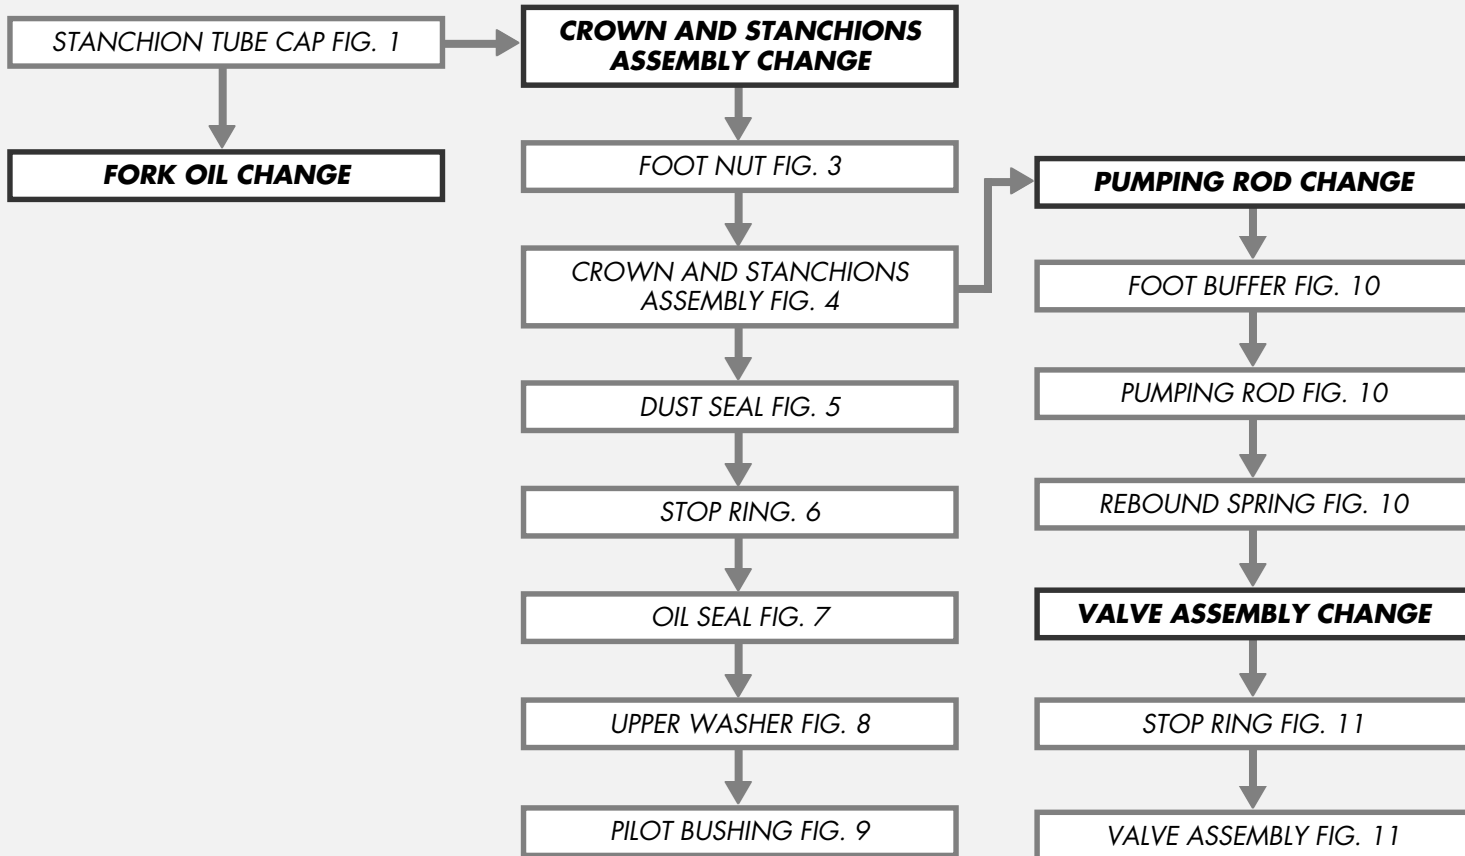 STANCHION TUBE CAP FIG. 1
FORK OIL CHANGE
CROWN AND STANCHIONS
ASSEMBLY CHANGE
FOOT NUT FIG. 3
CROWN AND STANCHIONS
ASSEMBLY FIG. 4
DUST SEAL FIG. 5
STOP RING. 6
OIL SEAL FIG. 7
UPPER WASHER FIG. 8
PILOT BUSHING FIG. 9
PUMPING ROD CHANGE
FOOT BUFFER FIG. 10
PUMPING ROD FIG. 10
REBOUND SPRING FIG. 10
VALVE ASSEMBLY CHANGE
STOP RING FIG. 11
VALVE ASSEMBLY FIG. 11